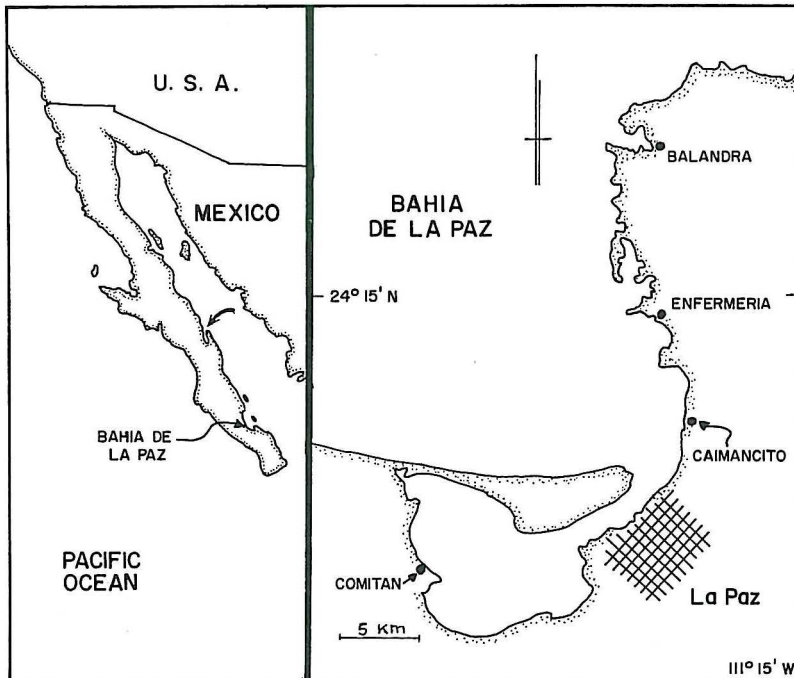 U. S. A.
MEXICO
BAHIA DE
LA PAZ
PACIFIC
OCEAN
BAHIA
DE LA PAZ
24° 15' N
BALANDRA
ENFERMERIA
CAIMANCITO
COMITAN
La Paz
5 Km
111° 15' W